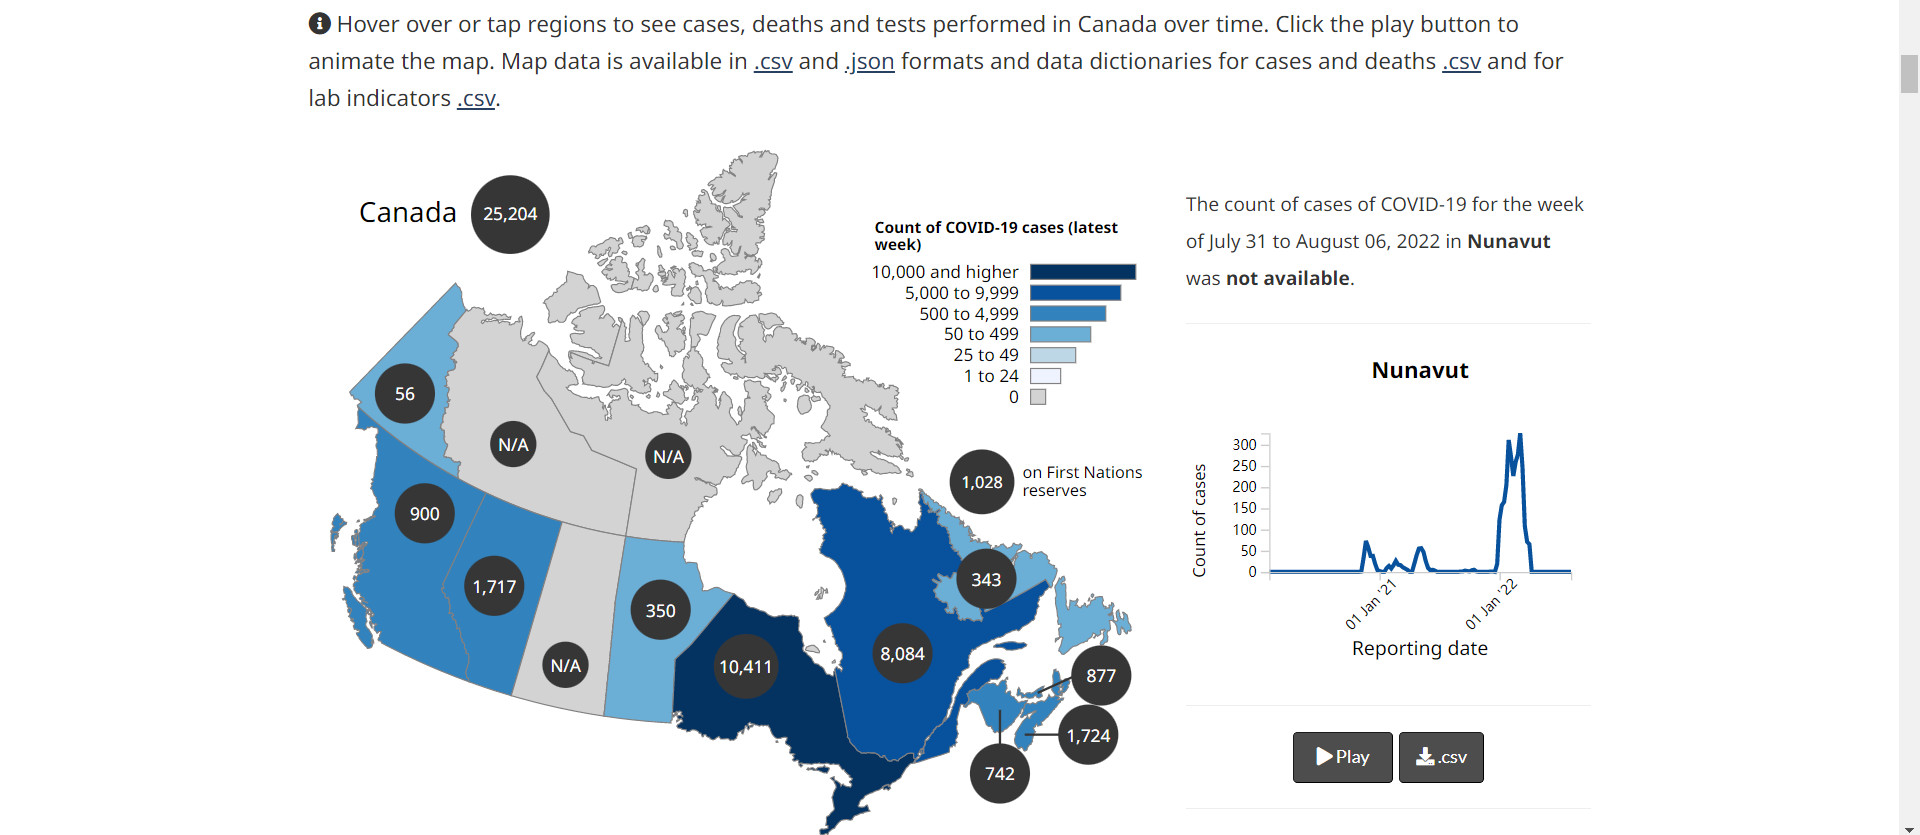 Hover over or tap regions to see cases, deaths and tests performed in Canada over time. Click the play button to
animate the map. Map data is available in .csv and .json formats and data dictionaries for cases and deaths .csv and for
lab indicators .csv.
Canada
25,204
Count of COVID-19 cases (latest
week)
10,000 and higher
5,000 to 9,999
500 to 4,999
50 to 499
25 to 49
1 to 24
0
56
N/A
N/A
1,028
on First Nations
reserves
900
1,717
N/A
350
10,411
8,084
343
877
1,724
742
The count of cases of COVID-19 for the week
of July 31 to August 06, 2022 in Nunavut
was not available.
Nunavut
Count of cases
300
250
200
150
100
50
0
01 Jan '21
01 Jan '22
Reporting date
Play
.csv